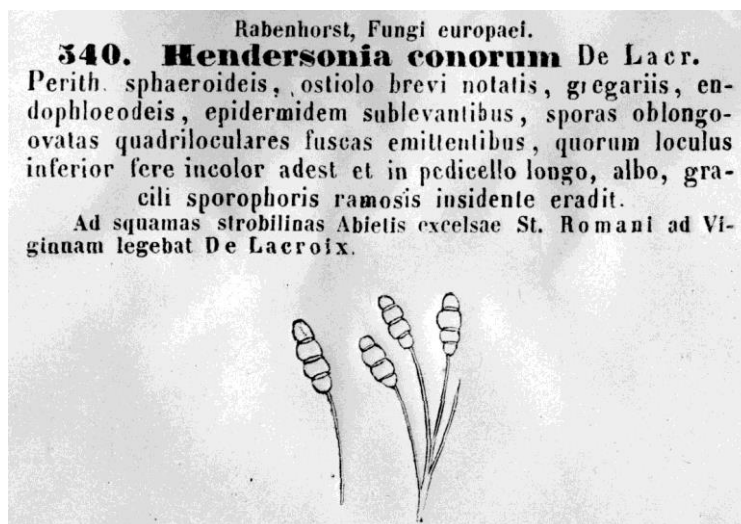 Rabenhorst, Fungi europaei.
540. Hendersonia conorum De Lacr.
Perith. sphaeroideis, ostiolo brevi notatis, gregariis, en-
dophloeodeis, epidermidem sublevantibus, sporas oblongo-
ovatas quadriloculares fuscas emittentibus, quorum loculus
inferior fere incolor adest et in pedicello longo, albo, gra-
cili sporophoris ramosis insidente eradit.
Ad squamas strobilinas Abietis excelsae St. Romani ad Vi-
ginnam legebat De Lacroix.